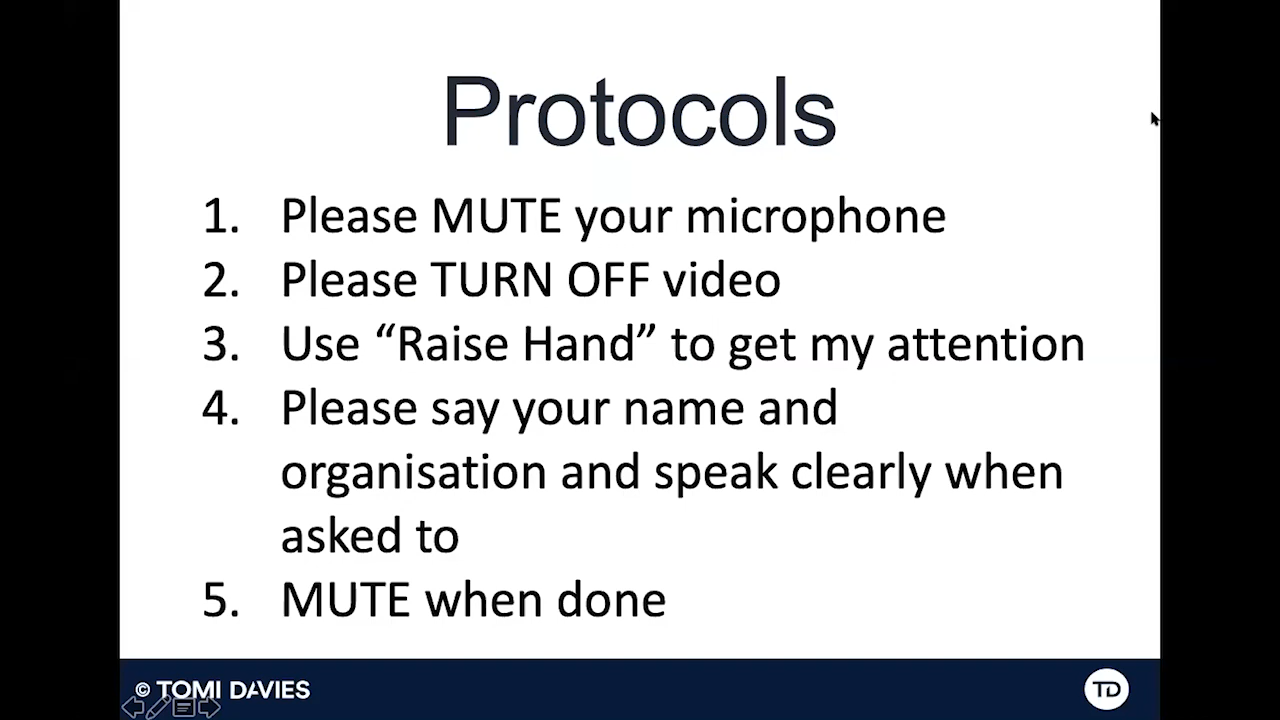 Protocols
1. Please MUTE your microphone
2. Please TURN OFF video
3. Use “Raise Hand” to get my attention
4. Please say your name and
organisation and speak clearly when
asked to
5. MUTE when done
© TOMI DAVIES
TD